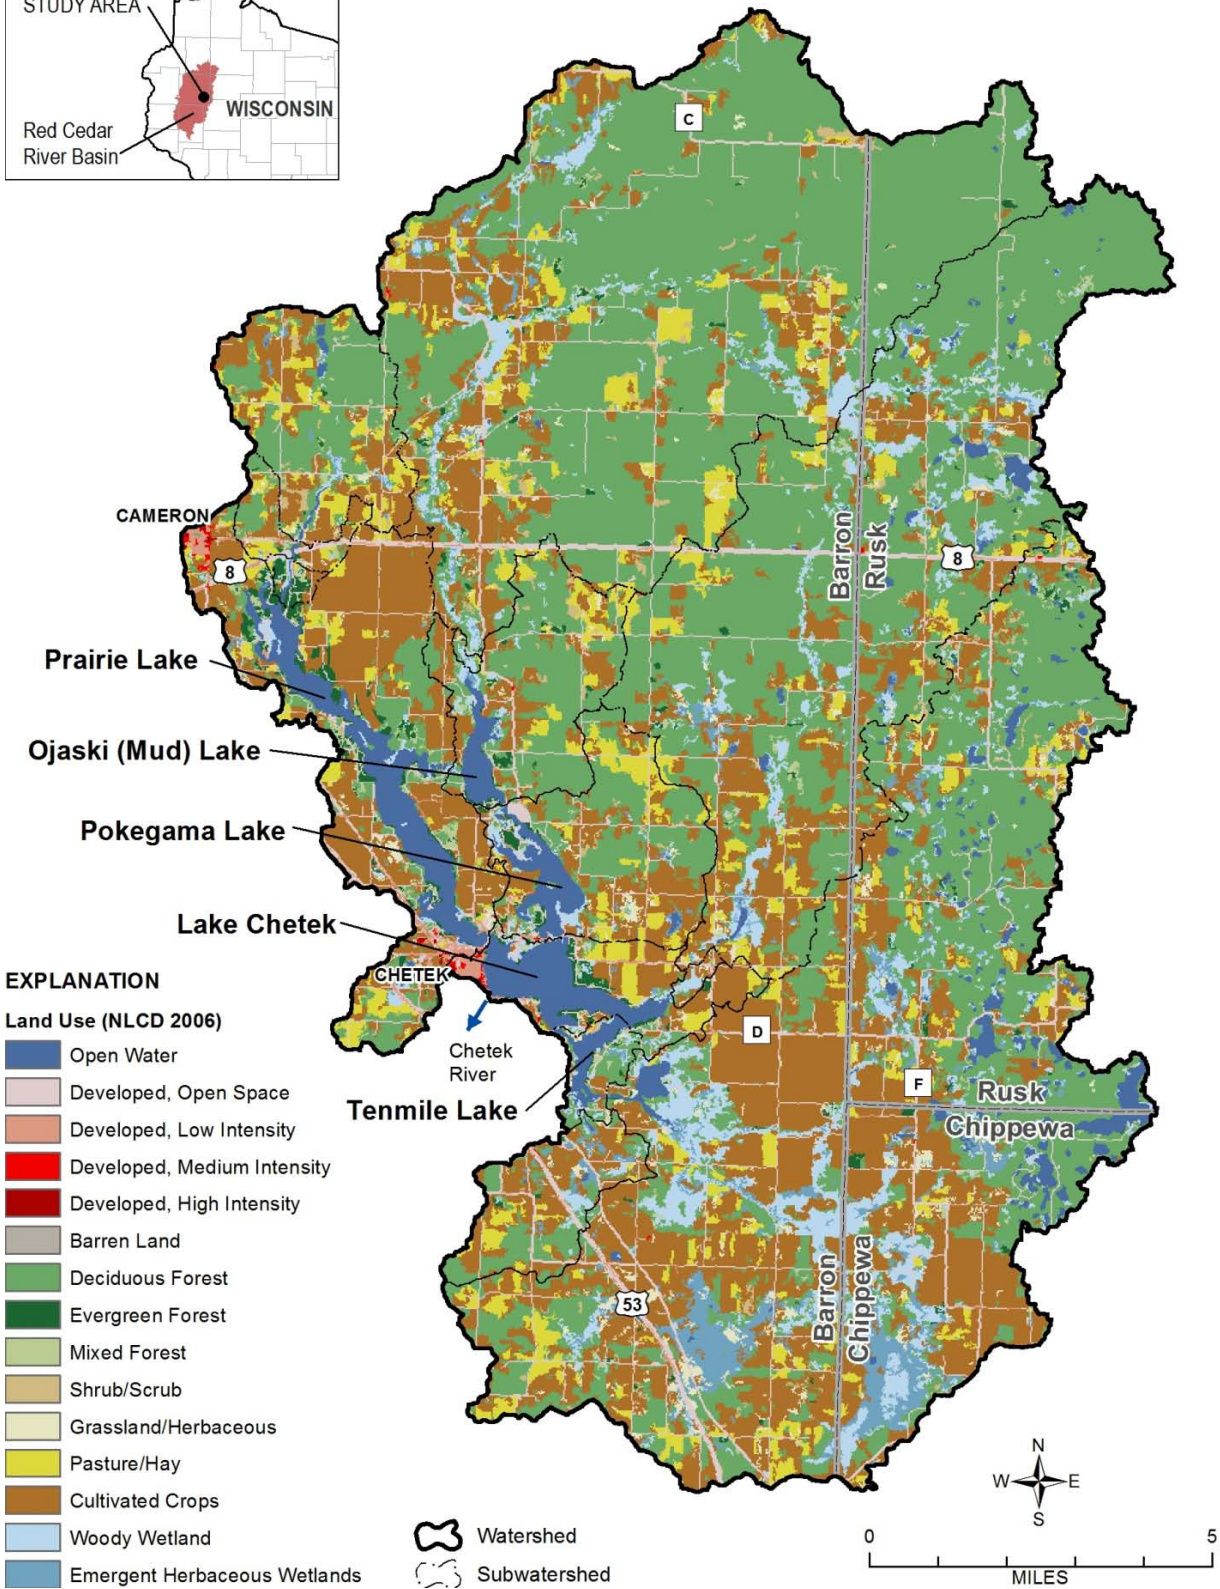 STUDY AREA
WISCONSIN
Red Cedar
River Basin
C
CAMERON
8
Barron
Rusk
8
Prairie Lake
Ojaski (Mud) Lake
Pokegama Lake
Lake Chetek
CHETEK
Chetek
River
D
F
Rusk
Chippewa
Tenmile Lake
Barron
Chippewa
53
EXPLANATION
Land Use (NLCD 2006)
Open Water
Developed, Open Space
Developed, Low Intensity
Developed, Medium Intensity
Developed, High Intensity
Barren Land
Deciduous Forest
Evergreen Forest
Mixed Forest
Shrub/Scrub
Grassland/Herbaceous
Pasture/Hay
Cultivated Crops
Woody Wetland
Emergent Herbaceous Wetlands
Watershed
Subwatershed
N
W E
S
0 5
MILES